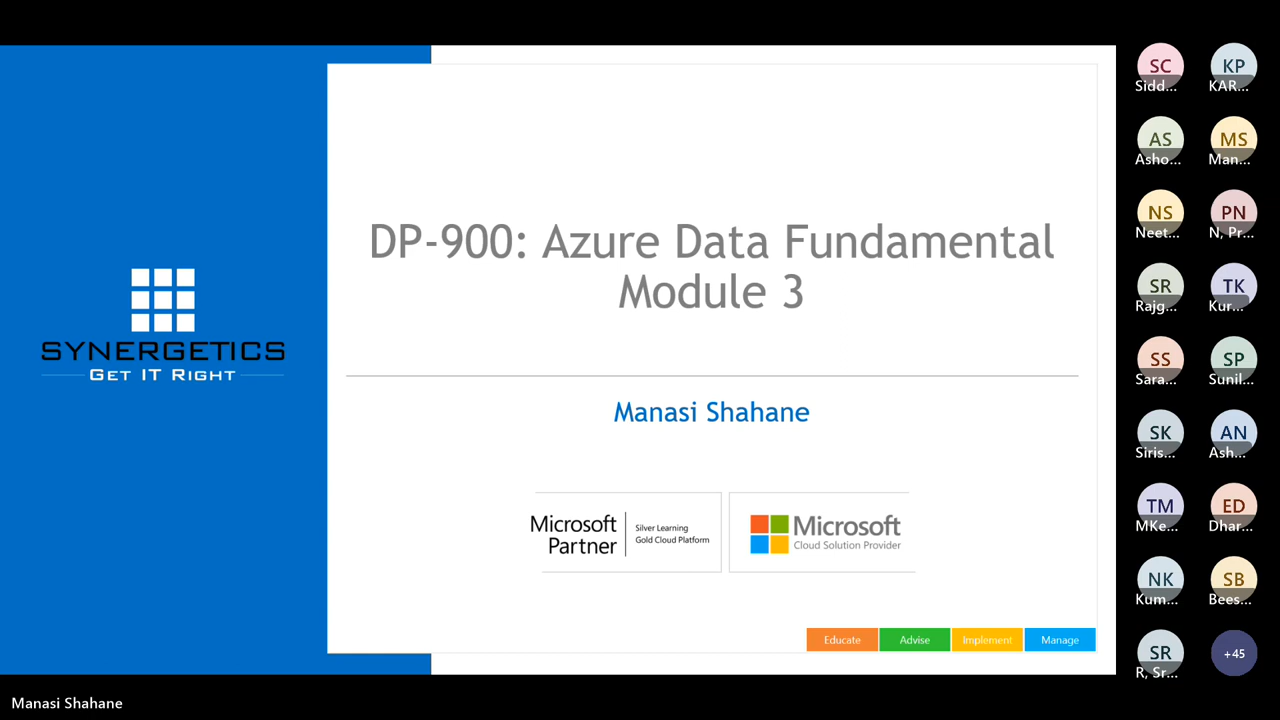 SYNERGETICS
GET IT RIGHT
DP-900: Azure Data Fundamental
Module 3
Manasi Shahane
Microsoft
Partner
Silver Learning
Gold Cloud Platform
Microsoft
Cloud Solution Provider
Educate
Advise
Implement
Manage
SC
Sidd...
KP
KAR...
AS
Asho...
MS
Man...
NS
Neet...
PN
N, Pr...
SR
Rajg...
TK
Kur...
SS
Sara...
SP
Sunil...
SK
Siris...
AN
Ash...
TM
MKe...
ED
Dhar...
NK
Kum...
SB
Bees...
SR
R, Sr...
+45
Manasi Shahane